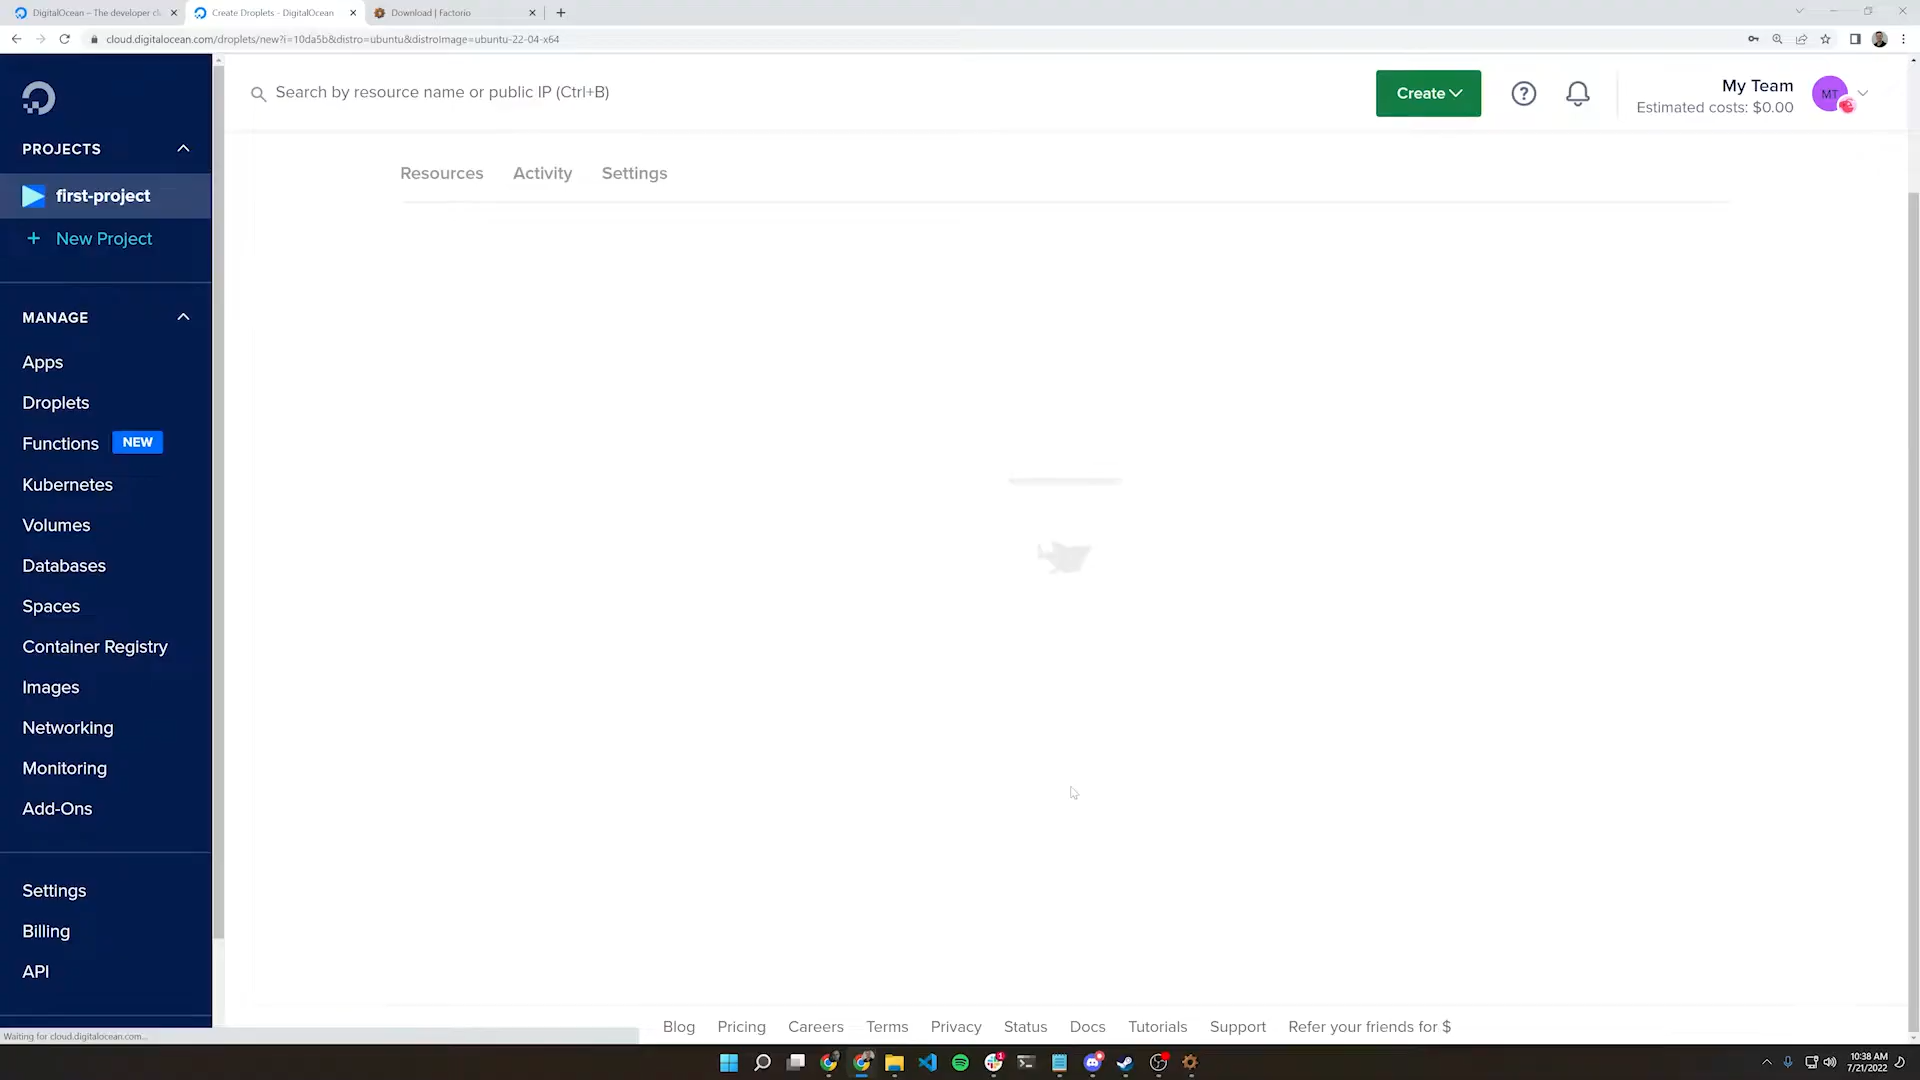 DigitalOcean – The developer cl
Create Droplets - DigitalOcean
Download | Factorio
cloud.digitalocean.com/droplets/new?i=10da5b&distro=ubuntu&distroImage=ubuntu-22-04-x64
Search by resource name or public IP (Ctrl+B)
Create
My Team
Estimated costs: $0.00
MT
PROJECTS
first-project
New Project
MANAGE
Apps
Droplets
Functions NEW
Kubernetes
Volumes
Databases
Spaces
Container Registry
Images
Networking
Monitoring
Add-Ons
Settings
Billing
API
Resources Activity Settings
Blog Pricing Careers Terms Privacy Status Docs Tutorials Support Refer your friends for $
Waiting for cloud.digitalocean.com...
10:38 AM
7/21/2022